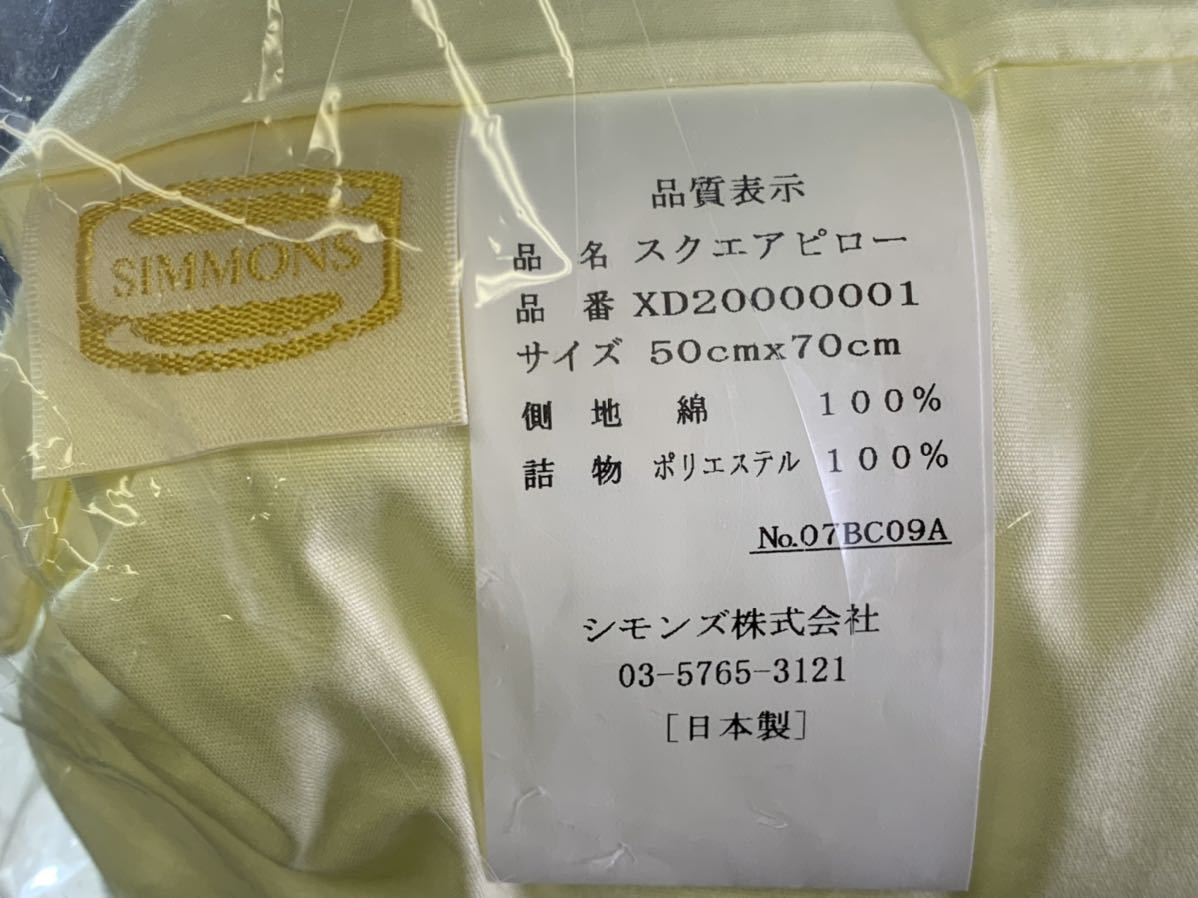 SIMMONS
品質表示
品 名 スクエアピロー
品 番 XD20000001
サイズ 50cmx70cm
側 地 綿 100%
詰 物 ポリエステル 100%
No.07BC09A
シモンズ株式会社
03-5765-3121
[日本製]